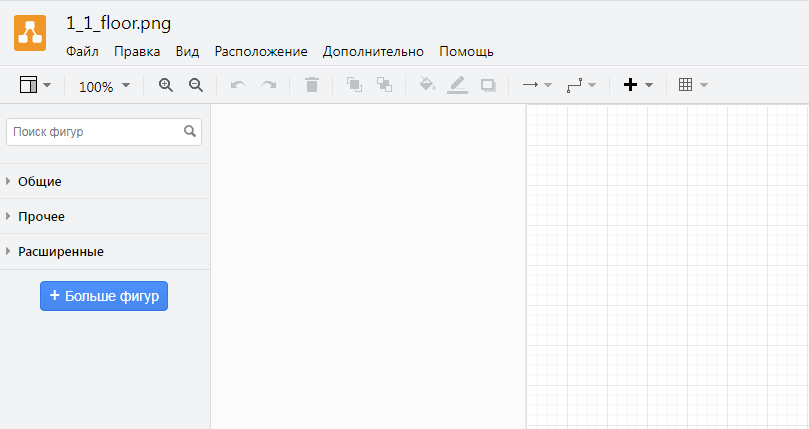 1_1_floor.png
Файл Правка Вид Расположение Дополнительно Помощь
100%
Поиск фигур
Общие
Прочее
Расширенные
+ Больше фигур